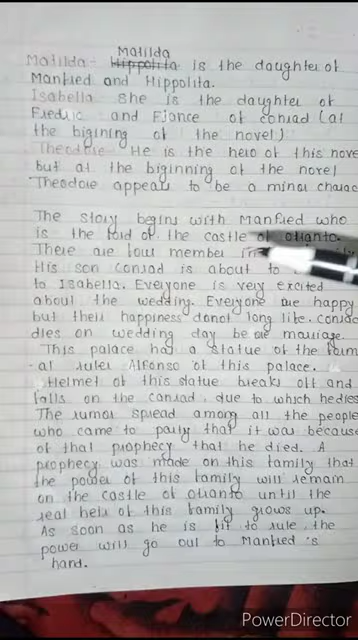 Matilda
Matilda - Hippolita is the daughter of
Manfred and Hippolita.
Isabella she is the daughter of
Fredric and Fiance of conrad (at
the bigining of the novel).
Theodore He is the hero of this nove
but at the biginning of the novel
Theodore appears to be a minor charac
The story begins with Manfred who
is the lord of the castle of otranto.
There are four member in
His son Conrad is about to
to Isabella. Everyone is very excited
about the wedding. Everyone are happy
but their happiness donot long life. Conrad
dies on wedding day be ore mariage.
This palace has a statue of the form
-al ruler Alfonso of this palace.
Helmet of this statue breaks off and
falls on the Conrad, due to which he dies
The rumor spread among all the people
who came to party that it was because
of that prophecy that he died. A
prophecy was made on this family that
the power of this family will remain
on the castle of otranto until the
real heir of this family grows up.
As soon as he is fit to rule, the
power will go out to Manfred's
hand.
PowerDirector